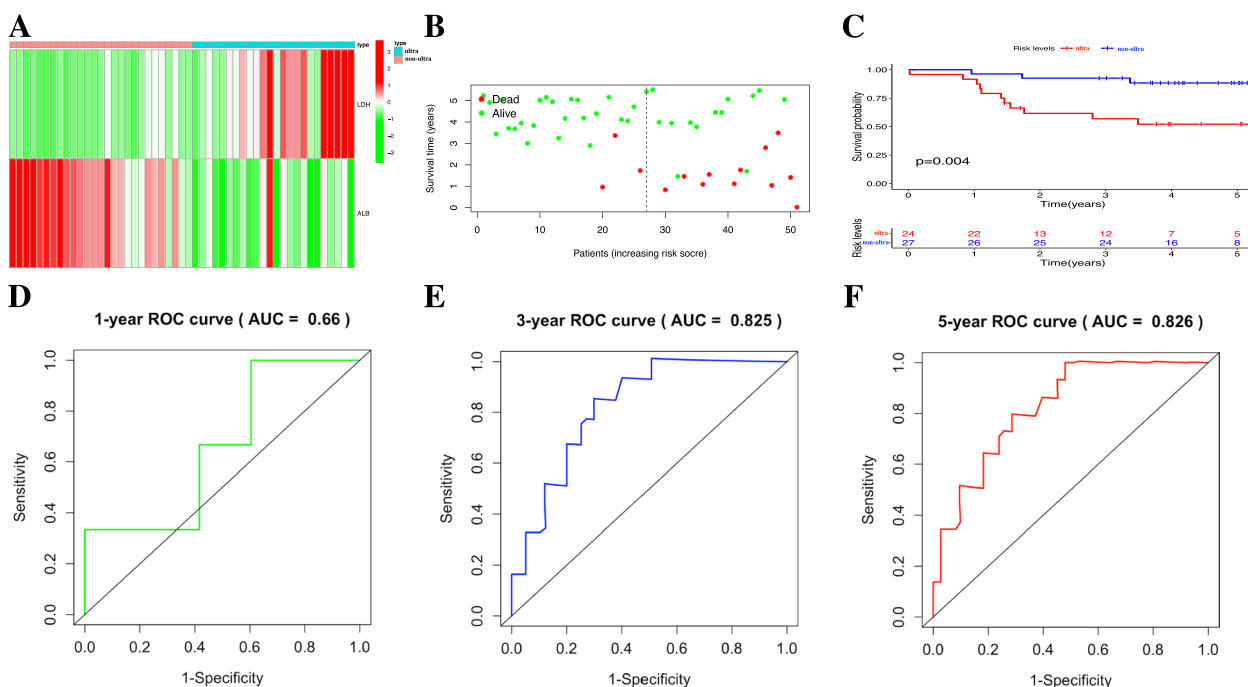 A
type
type
ultra
non-ultra
LDH
ALB
3
2
1
0
-1
-2
-3
B
Dead
Alive
Survival time (years)
5
4
3
2
1
0
0 10 20 30 40 50
Patients (increasing risk socre)
C
Risk levels ultra non-ultra
Survival probability
1.00
0.75
0.50
0.25
0.00
p=0.004
0 1 2 3 4 5
Time(years)
Risk levels
ultra 24 22 13 12 7 5
non-ultra 27 26 25 24 16 8
0 1 2 3 4 5
Time(years)
D
1-year ROC curve ( AUC = 0.66 )
Sensitivity
1.0
0.8
0.6
0.4
0.2
0.0
0.0 0.2 0.4 0.6 0.8 1.0
1-Specificity
E
3-year ROC curve ( AUC = 0.825 )
Sensitivity
1.0
0.8
0.6
0.4
0.2
0.0
0.0 0.2 0.4 0.6 0.8 1.0
1-Specificity
F
5-year ROC curve ( AUC = 0.826 )
Sensitivity
1.0
0.8
0.6
0.4
0.2
0.0
0.0 0.2 0.4 0.6 0.8 1.0
1-Specificity